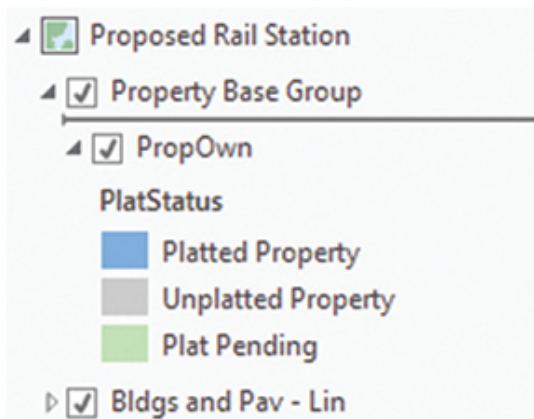 Proposed Rail Station
Property Base Group
PropOwn
PlatStatus
Platted Property
Unplatted Property
Plat Pending
Bldgs and Pav - Lin